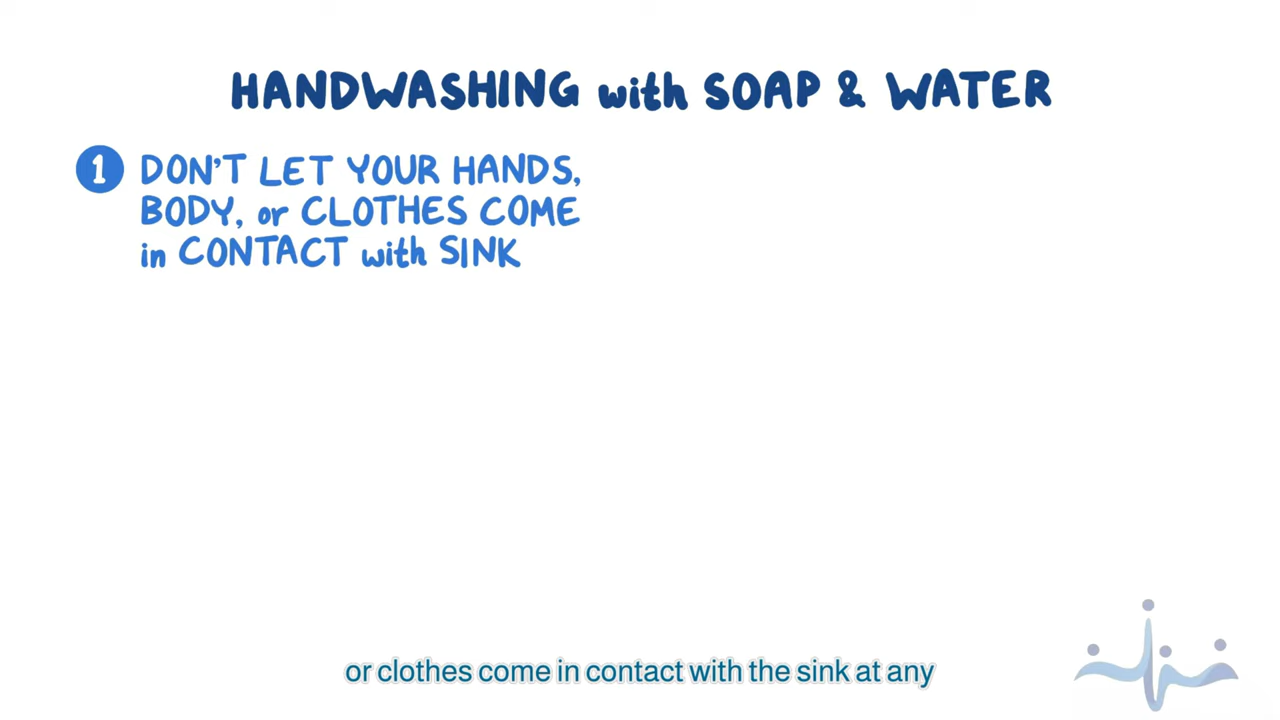 HANDWASHING with SOAP & WATER
1 DON'T LET YOUR HANDS,
BODY, or CLOTHES COME
in CONTACT with SINK
or clothes come in contact with the sink at any